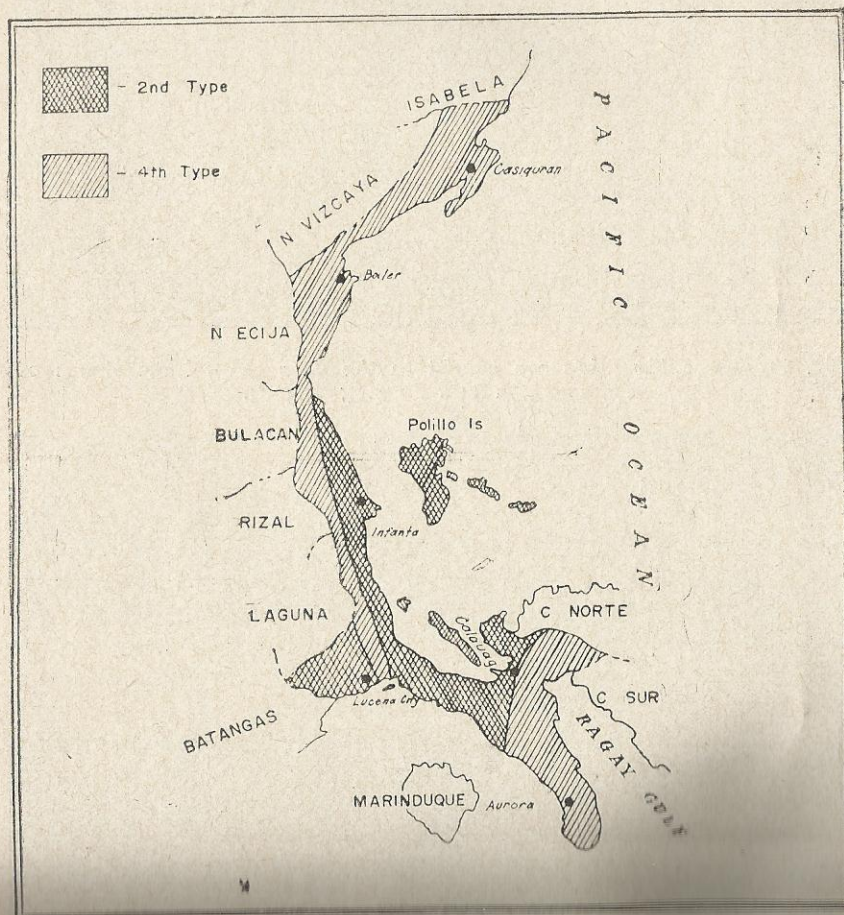 - 2nd Type
- 4th Type
ISABELA
N VIZCAYA
Casiguran
Baler
N ECIJA
BULACAN
RIZAL
LAGUNA
BATANGAS
Polillo Is
Infanta
PACIFIC OCEAN
C NORTE
Calauag
C SUR
Lucena City
RAGAY GULF
MARINDUQUE
Aurora